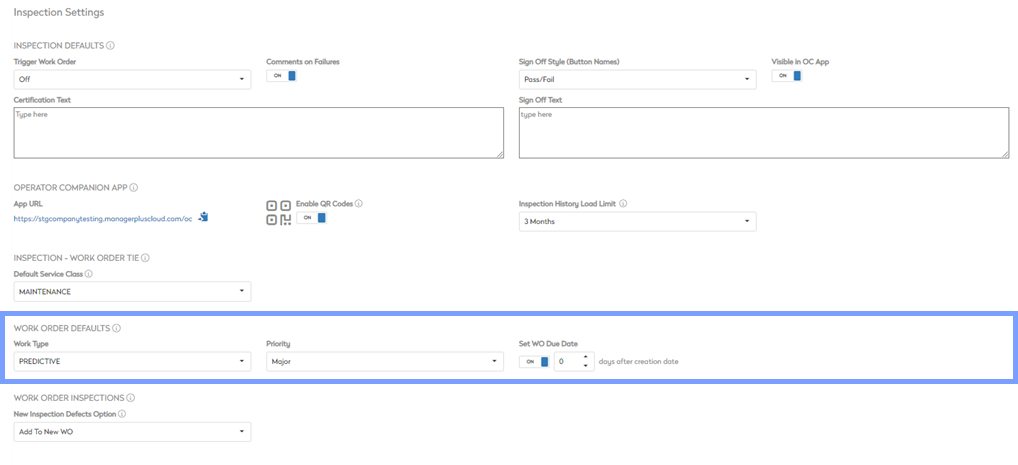 Inspection Settings
INSPECTION DEFAULTS
Trigger Work Order
Comments on Failures
Sign Off Style (Button Names)
Visible in OC App
Off
ON
Pass/Fail
ON
Certification Text
Sign Off Text
Type here
type here
OPERATOR COMPANION APP
App URL
Enable QR Codes
Inspection History Load Limit
https://stgcompanytesting.managerpluscloud.com/oc
ON
3 Months
INSPECTION - WORK ORDER TIE
Default Service Class
MAINTENANCE
WORK ORDER DEFAULTS
Work Type
Priority
Set WO Due Date
PREDICTIVE
Major
ON
0
days after creation date
WORK ORDER INSPECTIONS
New Inspection Defects Option
Add To New WO